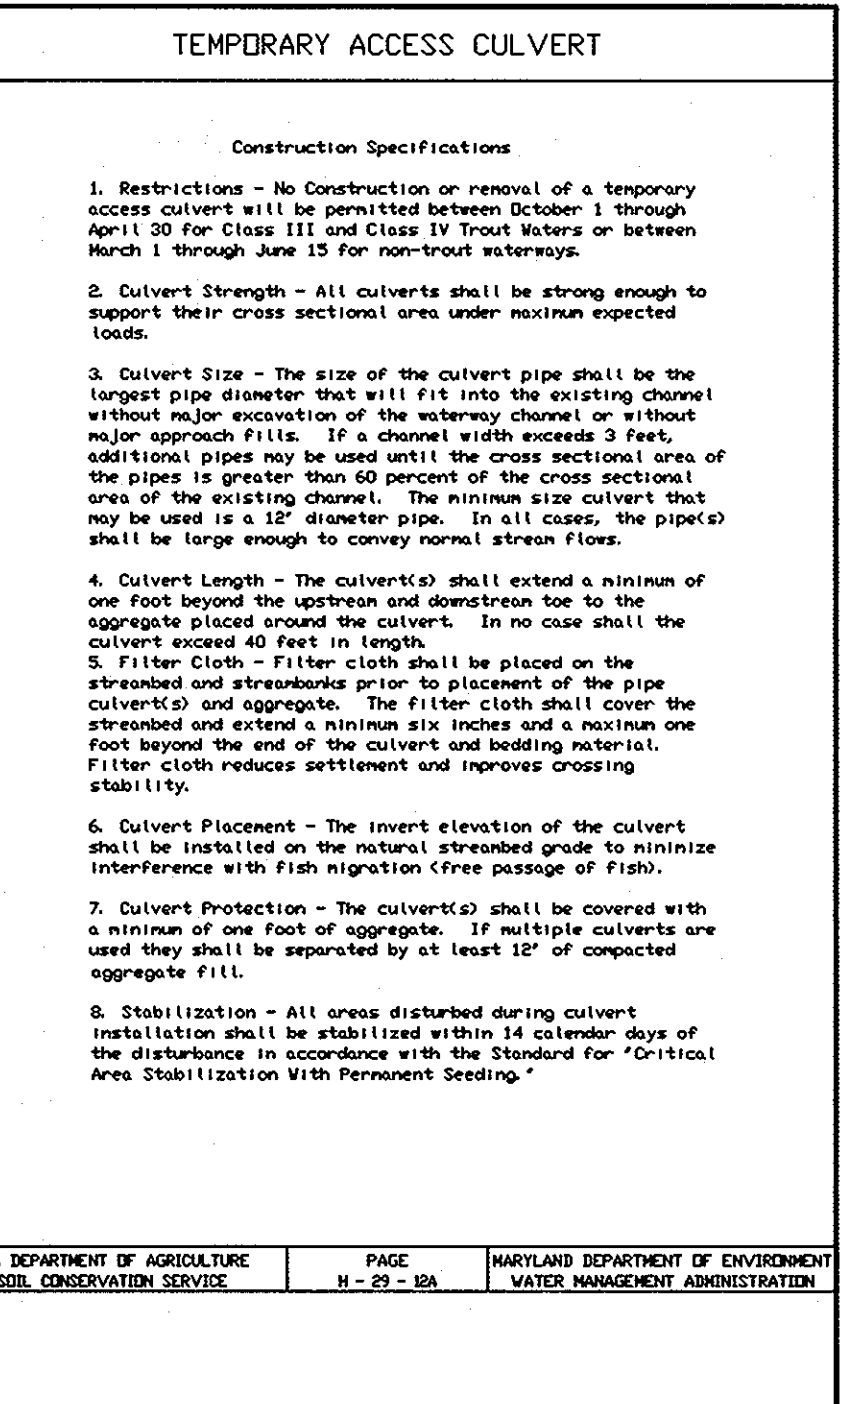 TEMPORARY ACCESS CULVERT
Construction Specifications
1. Restrictions - No Construction or removal of a temporary
access culvert will be permitted between October 1 through
April 30 for Class III and Class IV Trout Waters or between
March 1 through June 15 for non-trout waterways.
2. Culvert Strength - All culverts shall be strong enough to
support their cross sectional area under maximum expected
loads.
3. Culvert Size - The size of the culvert pipe shall be the
largest pipe diameter that will fit into the existing channel
without major excavation of the waterway channel or without
major approach fills. If a channel width exceeds 3 feet,
additional pipes may be used until the cross sectional area of
the pipes is greater than 60 percent of the cross sectional
area of the existing channel. The minimum size culvert that
may be used is a 12" diameter pipe. In all cases, the pipe(s)
shall be large enough to convey normal stream flows.
4. Culvert Length - The culvert(s) shall extend a minimum of
one foot beyond the upstream and downstream toe to the
aggregate placed around the culvert. In no case shall the
culvert exceed 40 feet in length.
5. Filter Cloth - Filter cloth shall be placed on the
streambed and streambanks prior to placement of the pipe
culvert(s) and aggregate. The filter cloth shall cover the
streambed and extend a minimum six inches and a maximum one
foot beyond the end of the culvert and bedding material.
Filter cloth reduces settlement and improves crossing
stability.
6. Culvert Placement - The invert elevation of the culvert
shall be installed on the natural streambed grade to minimize
interference with fish migration (free passage of fish).
7. Culvert Protection - The culvert(s) shall be covered with
a minimum of one foot of aggregate. If multiple culverts are
used they shall be separated by at least 12" of compacted
aggregate fill.
8. Stabilization - All areas disturbed during culvert
installation shall be stabilized within 14 calendar days of
the disturbance in accordance with the Standard for "Critical
Area Stabilization With Permanent Seeding."
DEPARTMENT OF AGRICULTURE
SOIL CONSERVATION SERVICE
PAGE
H - 29 - 12A
MARYLAND DEPARTMENT OF ENVIRONMENT
WATER MANAGEMENT ADMINISTRATION